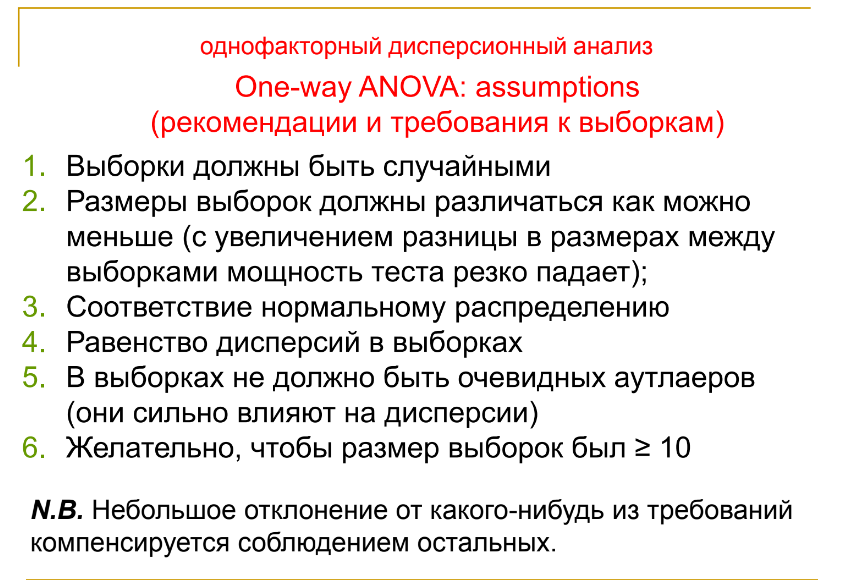 однофакторный дисперсионный анализ
One-way ANOVA: assumptions
(рекомендации и требования к выборкам)
1. Выборки должны быть случайными
2. Размеры выборок должны различаться как можно
меньше (с увеличением разницы в размерах между
выборками мощность теста резко падает);
3. Соответствие нормальному распределению
4. Равенство дисперсий в выборках
5. В выборках не должно быть очевидных аутлаеров
(они сильно влияют на дисперсии)
6. Желательно, чтобы размер выборок был ≥ 10
N.B. Небольшое отклонение от какого-нибудь из требований
компенсируется соблюдением остальных.